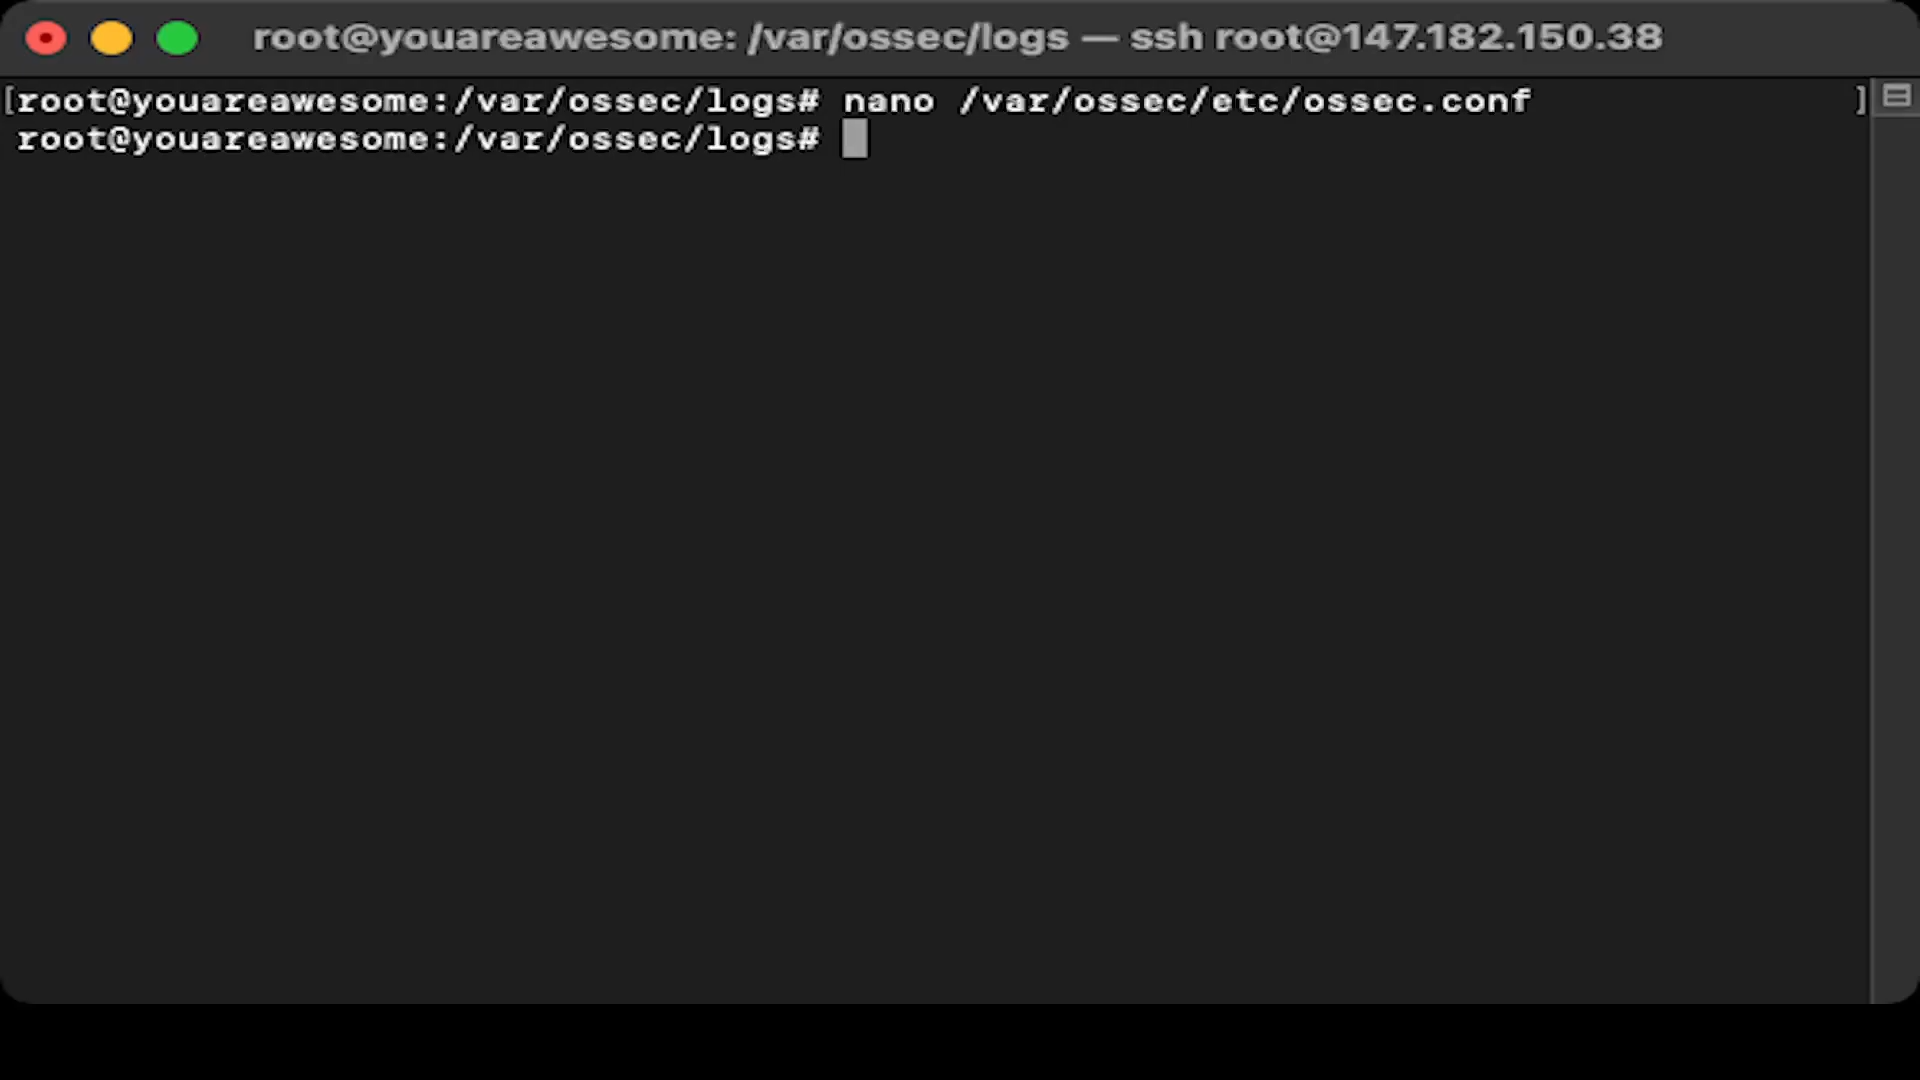 root@youareawesome: /var/ossec/logs — ssh root@147.182.150.38
[root@youareawesome:/var/ossec/logs# nano /var/ossec/etc/ossec.conf ]
root@youareawesome:/var/ossec/logs#